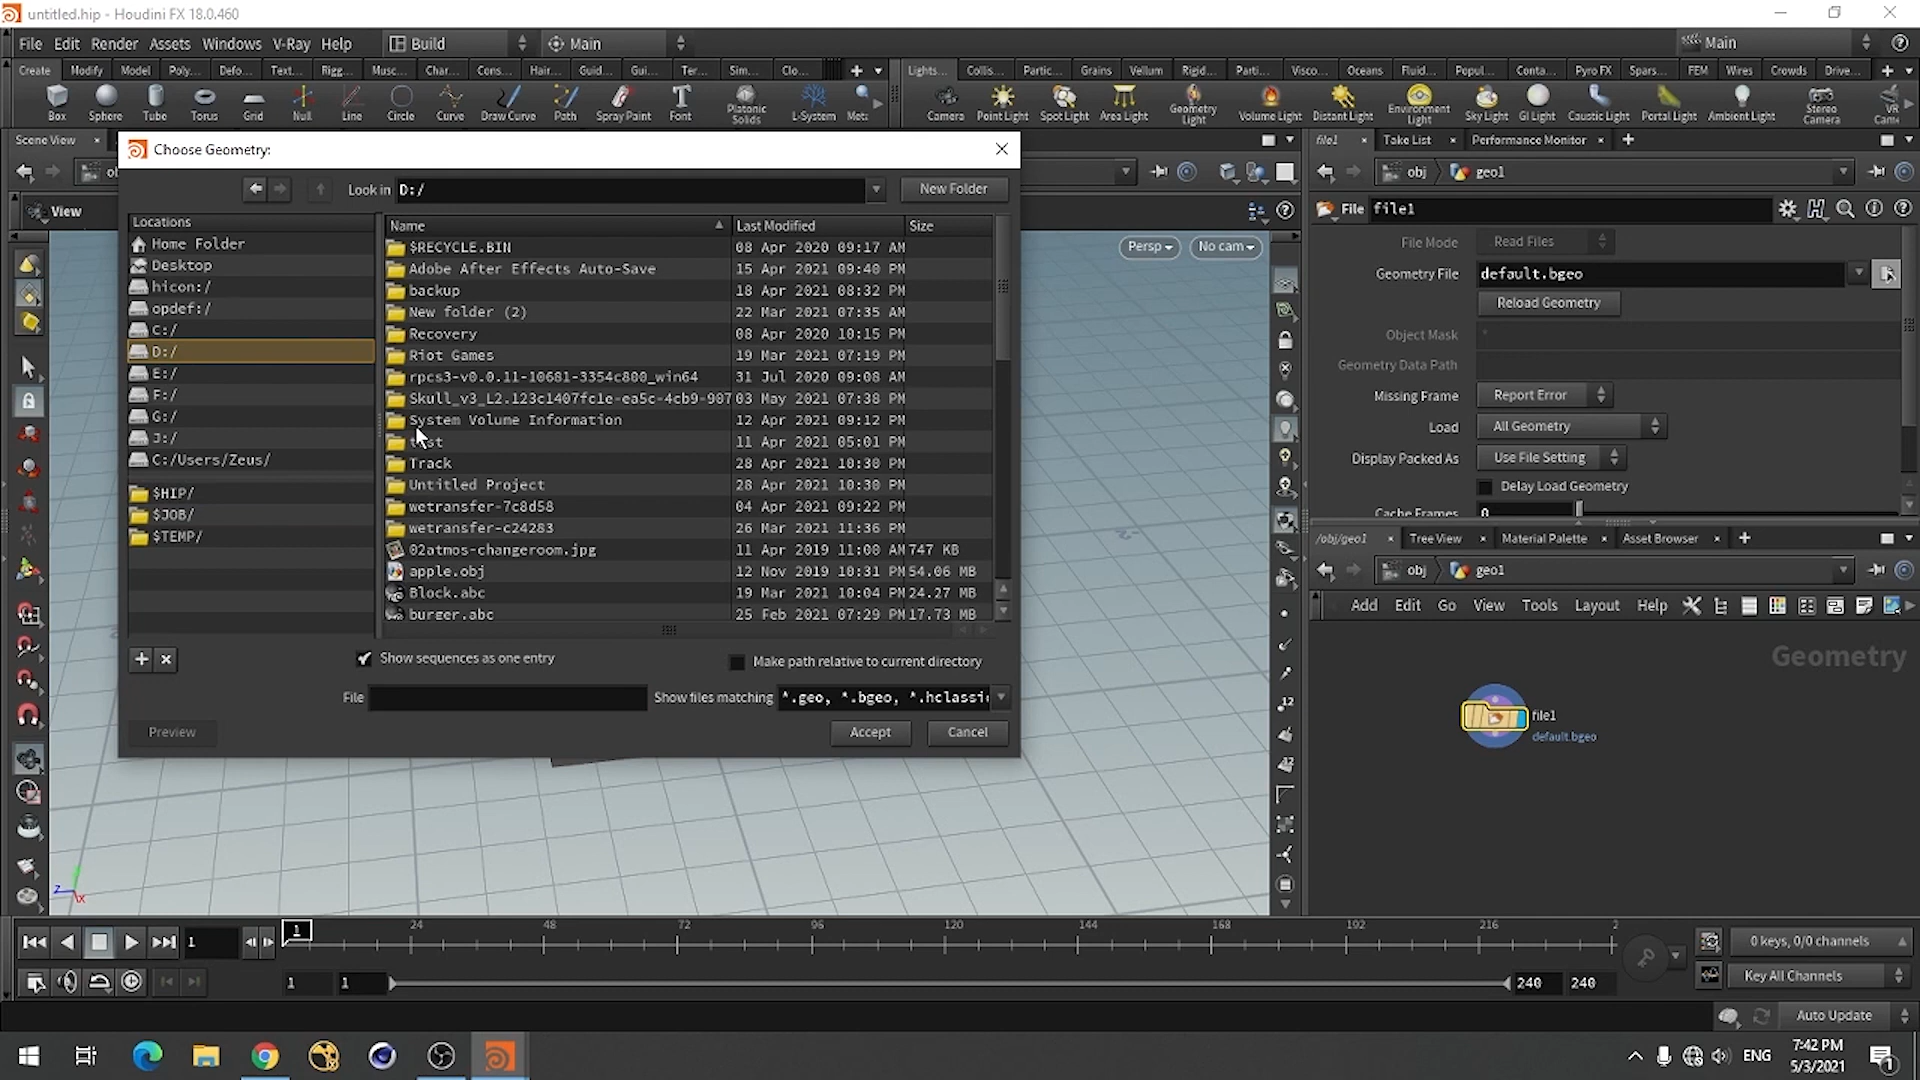 untitled.hip - Houdini FX 18.0.460
File Edit Render Assets Windows V-Ray Help Build Main Main
Create Modify Model Poly... Defo... Text... Rigg... Musc... Char... Cons... Hair... Guid... Gui... Ter... Sim... Clo... Lights... Collis... Partic... Grains Vellum Rigid... Parti... Visco... Oceans Fluid... Popul... Conta... Pyro FX Spars... FEM Wires Crowds Drive...
Box Sphere Tube Torus Grid Null Line Circle Curve Draw Curve Path Spray Paint Font Platonic Solids L-System Meta Camera Point Light Spot Light Area Light Geometry Light Volume Light Distant Light Environment Light Sky Light GI Light Caustic Light Portal Light Ambient Light Stereo Camera VR Cam
Scene View
file1 Take List Performance Monitor
Choose Geometry:
obj geo1
Look in D:/ New Folder
View
File file1
Locations
Name Last Modified Size
Home Folder
Desktop
hicon:/
opdef:/
C:/
D:/
E:/
F:/
G:/
J:/
C:/Users/Zeus/
$HIP/
$JOB/
$TEMP/
$RECYCLE.BIN 08 Apr 2020 09:17 AM
Adobe After Effects Auto-Save 15 Apr 2021 09:40 PM
backup 18 Apr 2021 08:32 PM
New folder (2) 22 Mar 2021 07:35 AM
Recovery 08 Apr 2020 10:15 PM
Riot Games 19 Mar 2021 07:19 PM
rpcs3-v0.0.11-10681-3354c800_win64 31 Jul 2020 09:08 AM
Skull_v3_L2.123c1407fc1e-ea5c-4cb9-907 03 May 2021 07:38 PM
System Volume Information 12 Apr 2021 09:12 PM
11 Apr 2021 05:01 PM
Track 28 Apr 2021 10:30 PM
Untitled Project 28 Apr 2021 10:30 PM
wetransfer-7c8d58 04 Apr 2021 09:22 PM
wetransfer-c24283 26 Mar 2021 11:36 PM
02atmos-changeroom.jpg 11 Apr 2019 11:00 AM 747 KB
apple.obj 12 Nov 2019 10:31 PM 54.06 MB
Block.abc 19 Mar 2021 10:04 PM 24.27 MB
burger.abc 25 Feb 2021 07:29 PM 17.73 MB
Show sequences as one entry
Make path relative to current directory
File
Show files matching *.geo, *.bgeo, *.hclassi
Preview
Accept Cancel
Persp No cam
File Mode Read Files
Geometry File default.bgeo
Reload Geometry
Object Mask *
Geometry Data Path
Missing Frame Report Error
Load All Geometry
Display Packed As Use File Setting
Delay Load Geometry
Cache Frames 0
/obj/geo1 Tree View Material Palette Asset Browser
obj geo1
Add Edit Go View Tools Layout Help
Geometry
file1
default.bgeo
z x
1
1 24 48 72 96 120 144 168 192 216 2
0 keys, 0/0 channels
1 1 240 240
Key All Channels
Auto Update
ENG
7:42 PM
5/3/2021
1